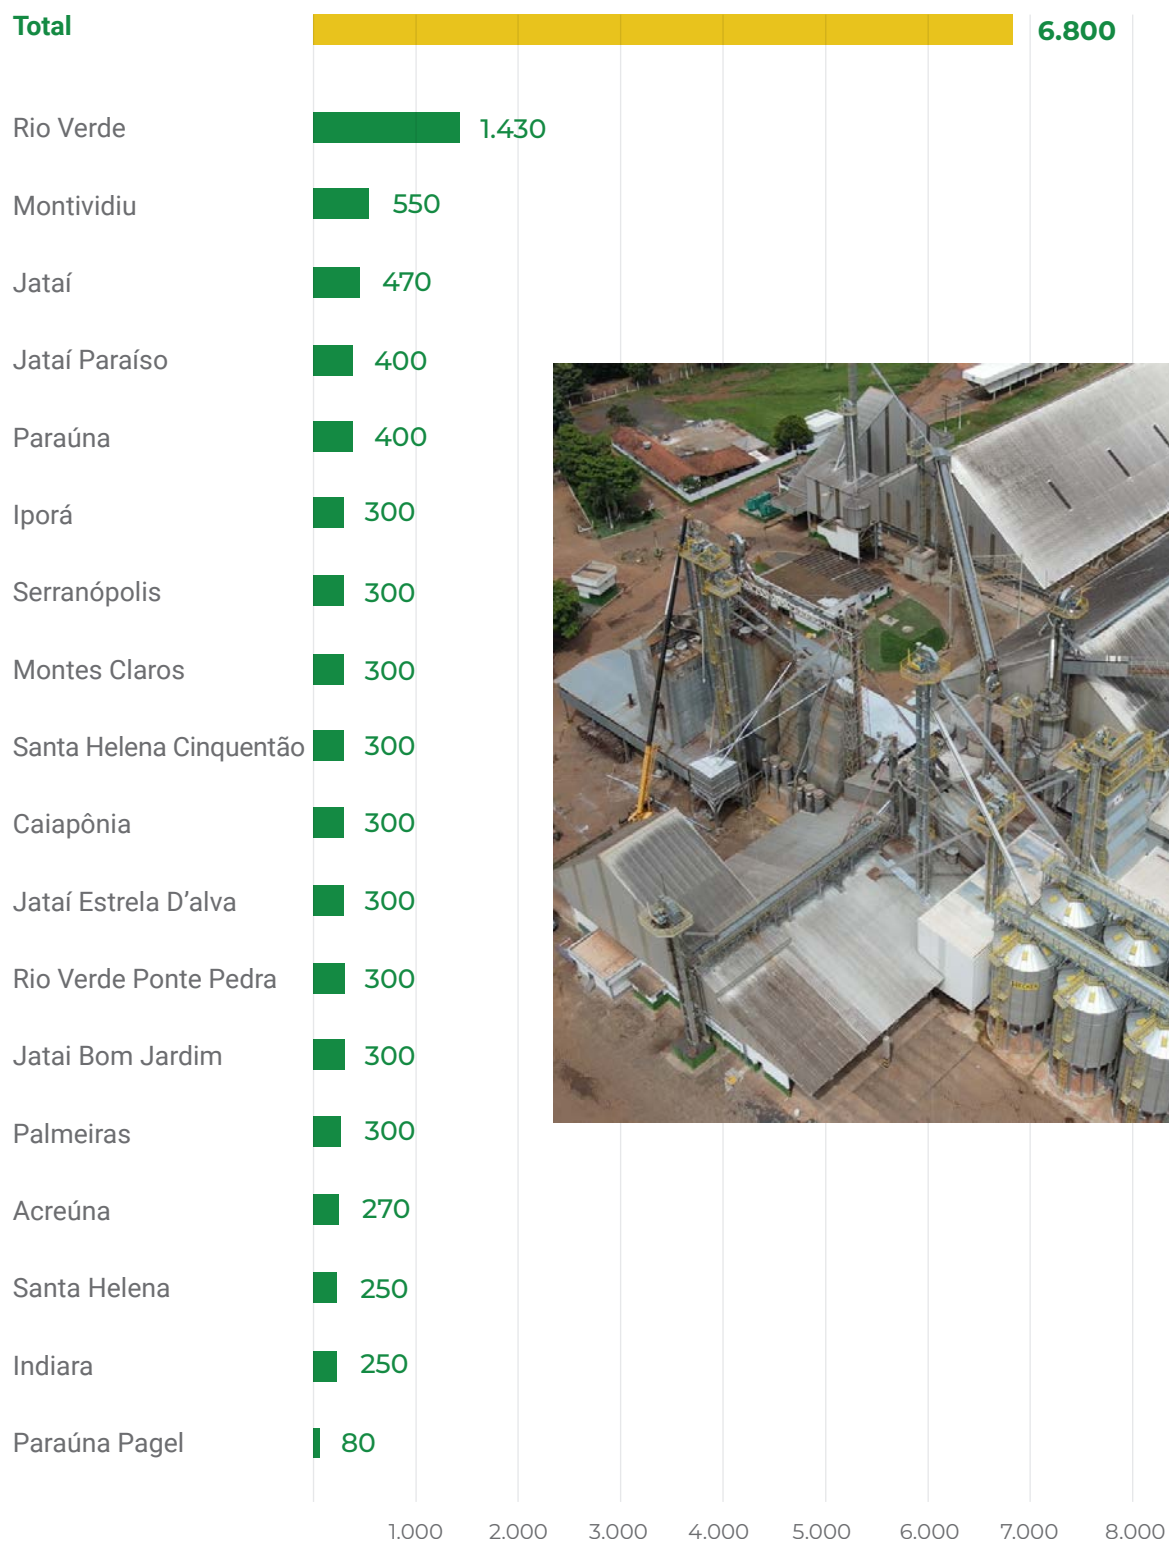 Total 6.800
Rio Verde 1.430
Montividiu 550
Jataí 470
Jataí Paraíso 400
Paraúna 400
Iporá 300
Serranópolis 300
Montes Claros 300
Santa Helena Cinquentão 300
Caiapônia 300
Jataí Estrela D’alva 300
Rio Verde Ponte Pedra 300
Jatai Bom Jardim 300
Palmeiras 300
Acreúna 270
Santa Helena 250
Indiara 250
Paraúna Pagel 80
1.000 2.000 3.000 4.000 5.000 6.000 7.000 8.000